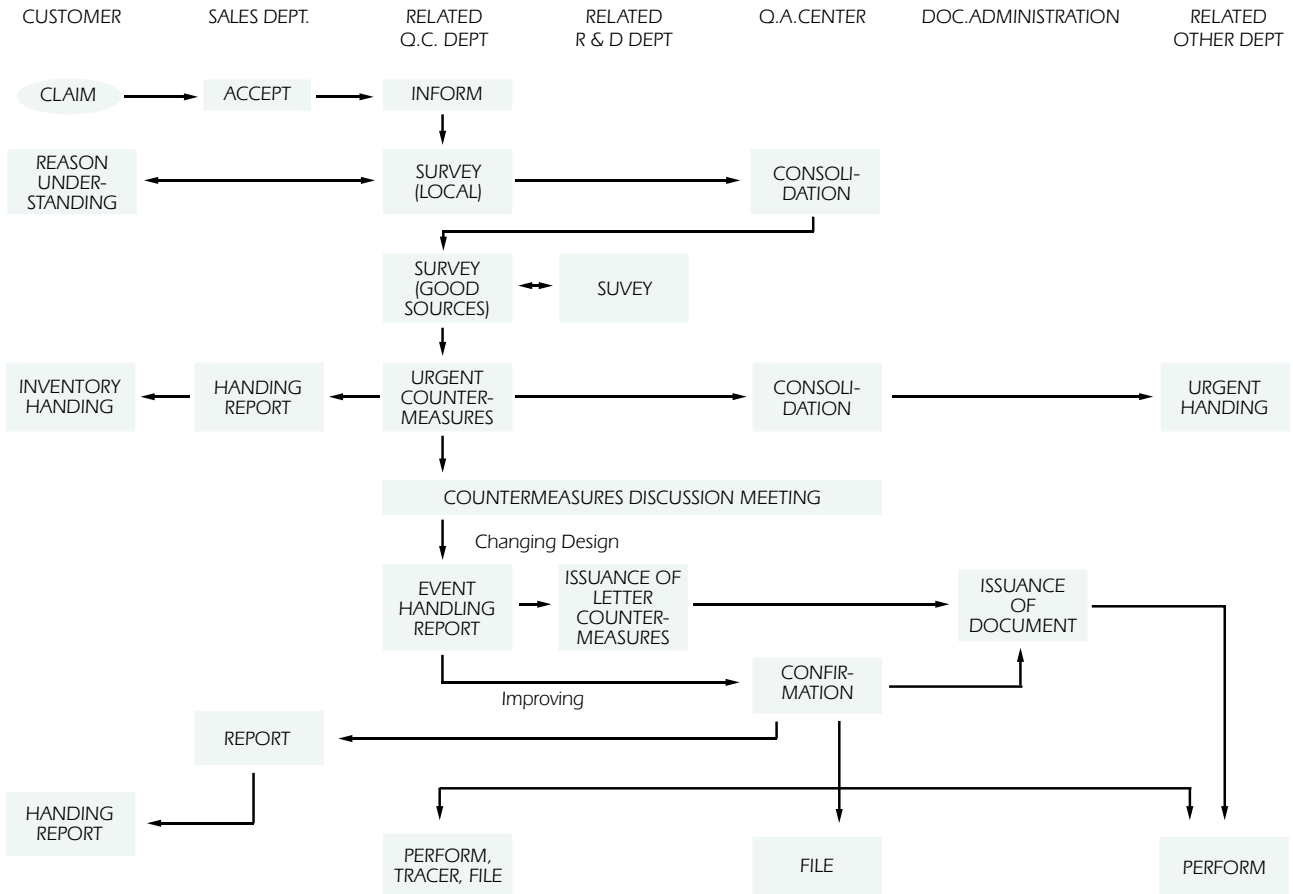 CUSTOMER
SALES DEPT.
RELATED
Q.C. DEPT
RELATED
R & D DEPT
Q.A.CENTER
DOC.ADMINISTRATION
RELATED
OTHER DEPT
CLAIM
ACCEPT
INFORM
REASON
UNDER-
STANDING
SURVEY
(LOCAL)
CONSOLI-
DATION
SURVEY
(GOOD
SOURCES)
SUVEY
INVENTORY
HANDING
HANDING
REPORT
URGENT
COUNTER-
MEASURES
CONSOLI-
DATION
URGENT
HANDING
COUNTERMEASURES DISCUSSION MEETING
Changing Design
EVENT
HANDLING
REPORT
ISSUANCE OF
LETTER
COUNTER-
MEASURES
ISSUANCE
OF
DOCUMENT
CONFIR-
MATION
Improving
REPORT
HANDING
REPORT
PERFORM,
TRACER, FILE
FILE
PERFORM